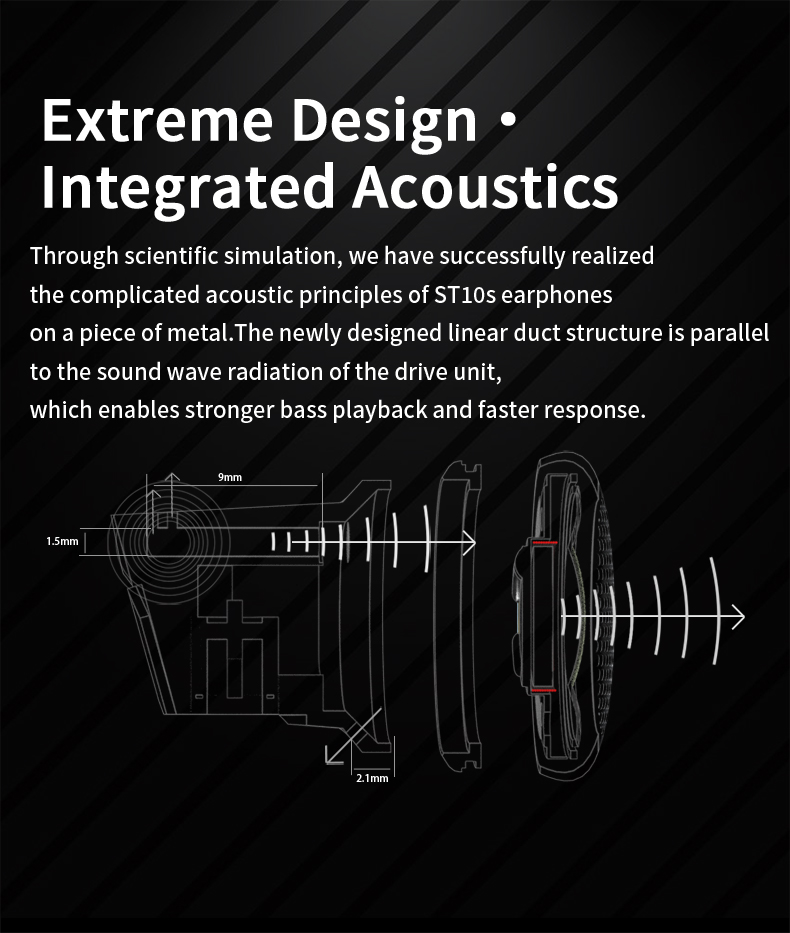 Extreme Design •
Integrated Acoustics
Through scientific simulation, we have successfully realized
the complicated acoustic principles of ST10s earphones
on a piece of metal.The newly designed linear duct structure is parallel
to the sound wave radiation of the drive unit,
which enables stronger bass playback and faster response.
9mm
1.5mm
2.1mm